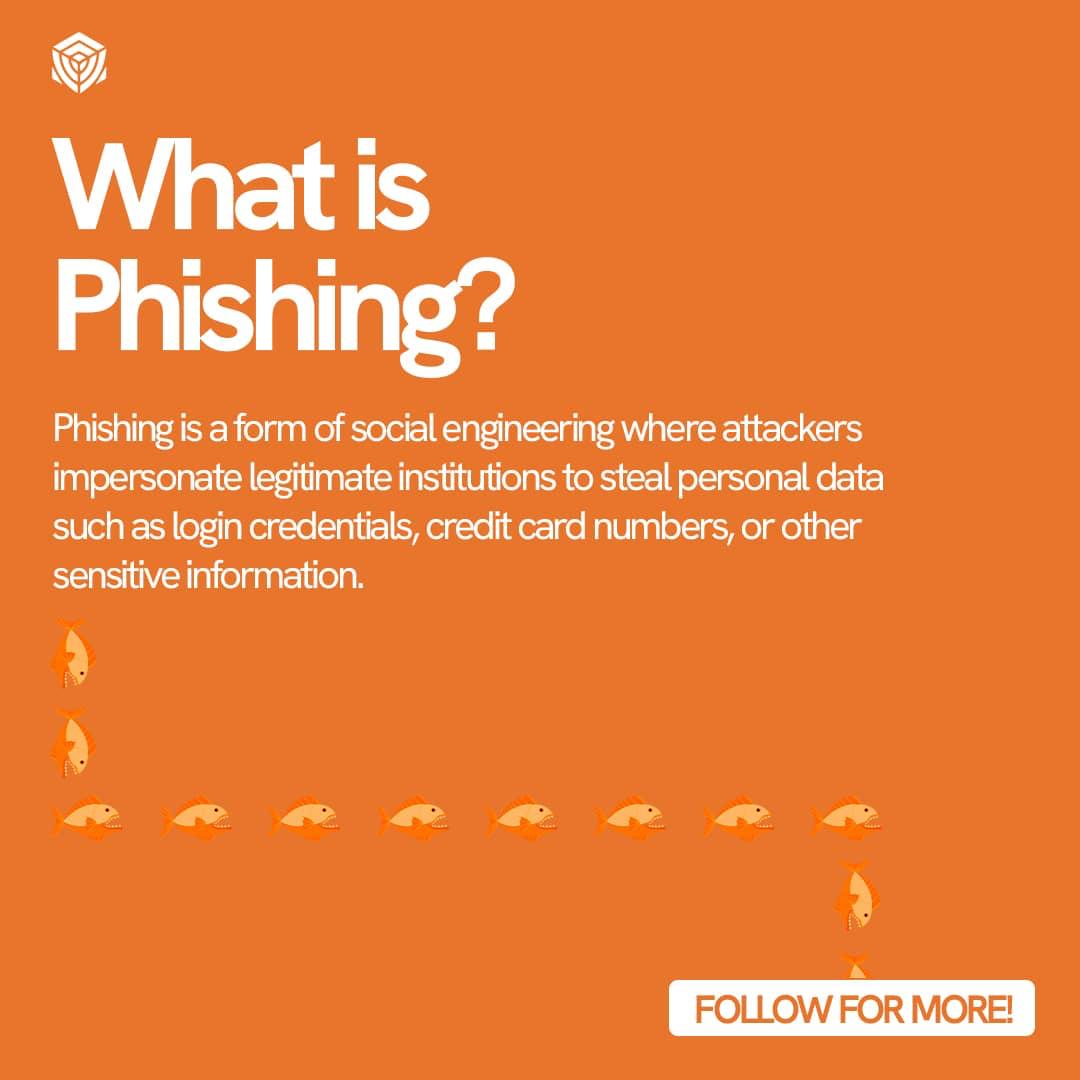 What is
Phishing?
Phishing is a form of social engineering where attackers
impersonate legitimate institutions to steal personal data
such as login credentials, credit card numbers, or other
sensitive information.
FOLLOW FOR MORE!